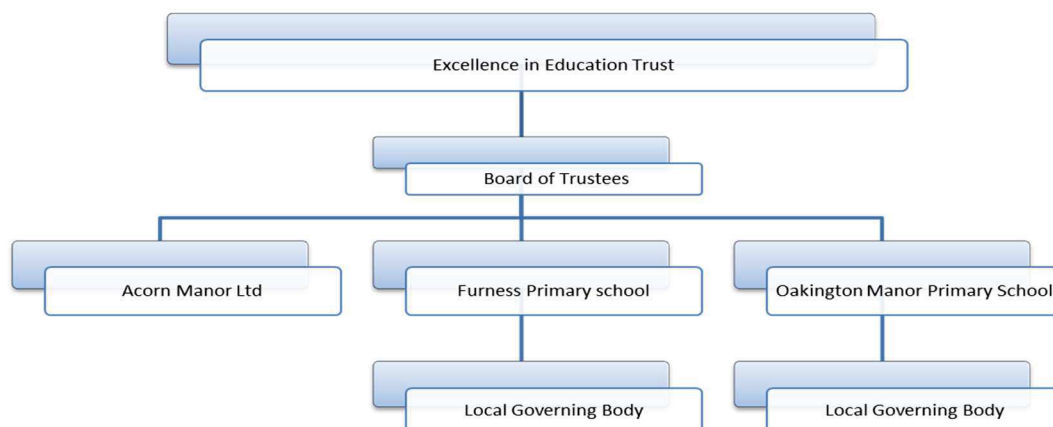 Excellence in Education Trust
Board of Trustees
Acorn Manor Ltd
Furness Primary school
Oakington Manor Primary School
Local Governing Body
Local Governing Body